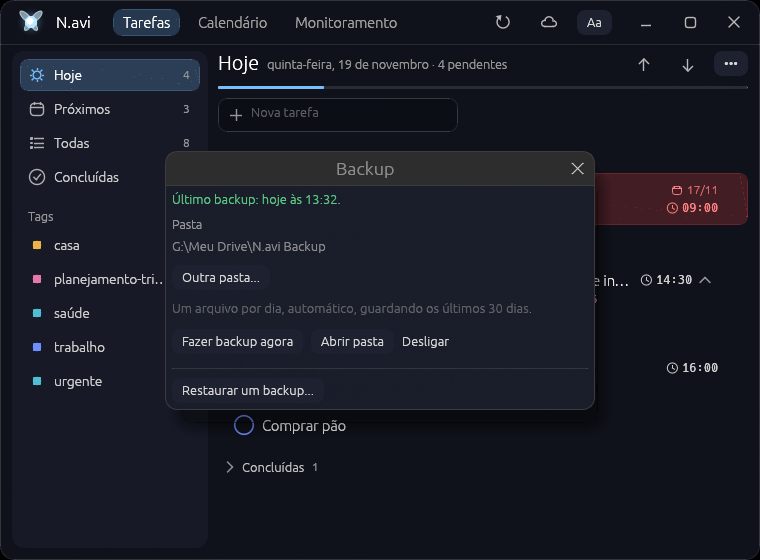 N.avi Tarefas Calendário Monitoramento Aa
Hoje 4
Próximos 3
Todas 8
Concluídas
Tags
casa
planejamento-tri...
saúde
trabalho
urgente
Hoje quinta-feira, 19 de novembro · 4 pendentes
Nova tarefa
17/11
09:00
e in... 14:30
16:00
Comprar pão
Concluídas 1
Backup
Último backup: hoje às 13:32.
Pasta
G:\Meu Drive\N.avi Backup
Outra pasta...
Um arquivo por dia, automático, guardando os últimos 30 dias.
Fazer backup agora Abrir pasta Desligar
Restaurar um backup...